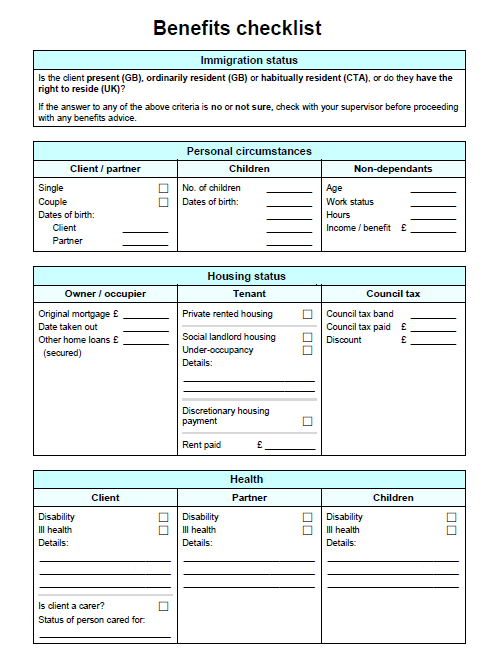 Benefits checklist
Immigration status
Is the client present (GB), ordinarily resident (GB) or habitually resident (CTA), or do they have the
right to reside (UK)?
If the answer to any of the above criteria is no or not sure, check with your supervisor before proceeding
with any benefits advice.
Personal circumstances
Client / partner
Single
Couple
Dates of birth:
Client
Partner
Children
No. of children
Dates of birth:
Non-dependants
Age
Work status
Hours
Income / benefit £
Housing status
Owner / occupier
Original mortgage £
Date taken out
Other home loans £
(secured)
Tenant
Private rented housing
Social landlord housing
Under-occupancy
Details:
Discretionary housing
payment
Rent paid £
Council tax
Council tax band
Council tax paid £
Discount £
Health
Client
Disability
Ill health
Details:
Is client a carer?
Status of person cared for:
Partner
Disability
Ill health
Details:
Children
Disability
Ill health
Details: